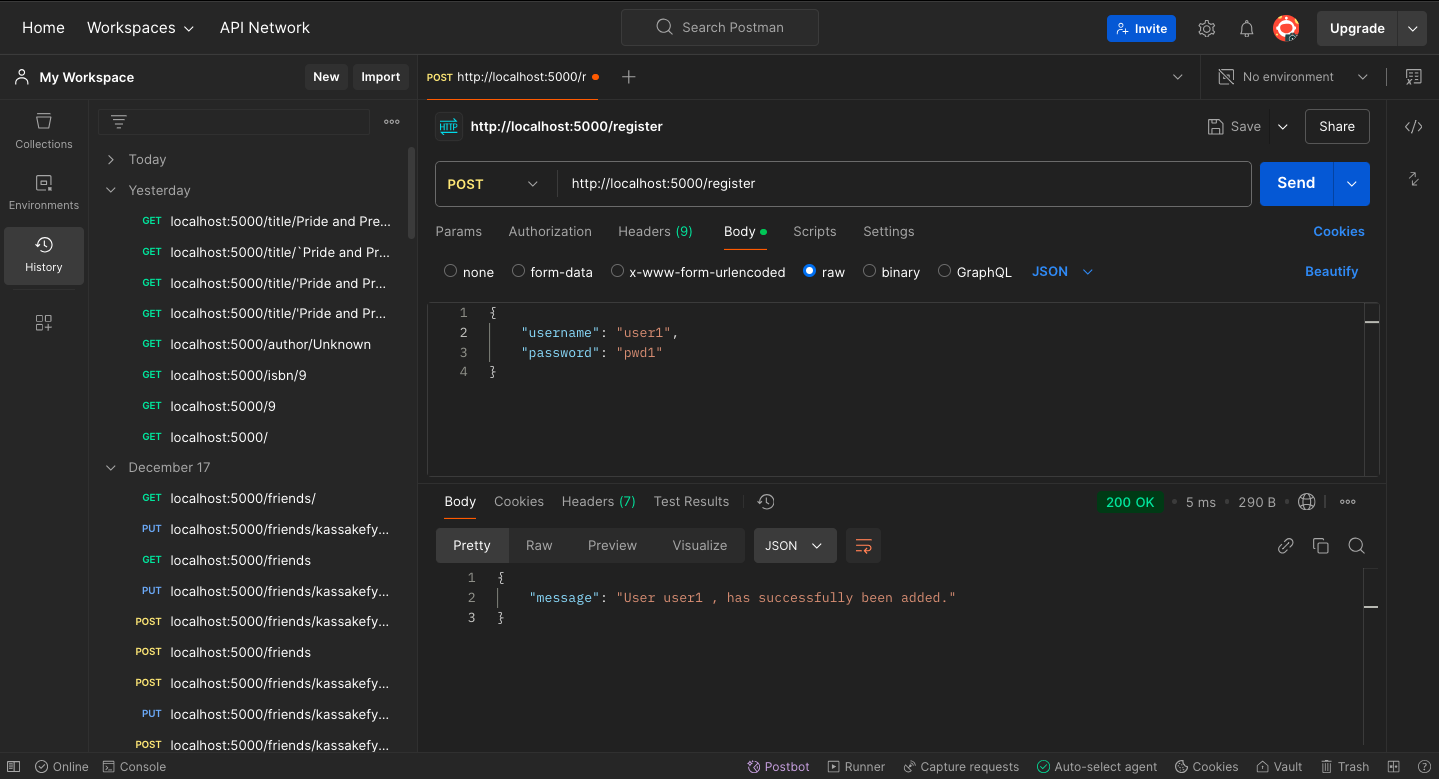 Home Workspaces API Network Search Postman Invite Upgrade
My Workspace New Import POST http://localhost:5000/r No environment
Collections
Environments
History
Today
Yesterday
GET localhost:5000/title/Pride and Pre...
GET localhost:5000/title/`Pride and Pr...
GET localhost:5000/title/'Pride and Pr...
GET localhost:5000/title/'Pride and Pr...
GET localhost:5000/author/Unknown
GET localhost:5000/isbn/9
GET localhost:5000/9
GET localhost:5000/
December 17
GET localhost:5000/friends/
PUT localhost:5000/friends/kassakefy...
GET localhost:5000/friends
PUT localhost:5000/friends/kassakefy...
POST localhost:5000/friends/kassakefy...
POST localhost:5000/friends
POST localhost:5000/friends/kassakefy...
PUT localhost:5000/friends/kassakefy...
POST localhost:5000/friends/kassakefy...
HTTP http://localhost:5000/register Save Share
POST http://localhost:5000/register Send
Params Authorization Headers (9) Body Scripts Settings Cookies
none form-data x-www-form-urlencoded raw binary GraphQL JSON Beautify
1 {
2 "username": "user1",
3 "password": "pwd1"
4 }
Body Cookies Headers (7) Test Results 200 OK 5 ms 290 B
Pretty Raw Preview Visualize JSON
1 {
2 "message": "User user1 , has successfully been added."
3 }
Online Console Postbot Runner Capture requests Auto-select agent Cookies Vault Trash